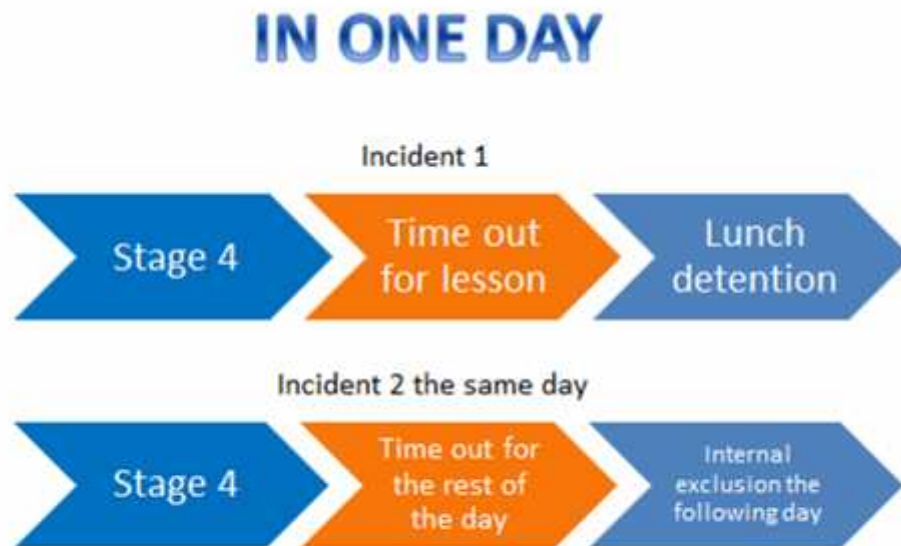 IN ONE DAY
Incident 1
Stage 4
Time out
for lesson
Lunch
detention
Incident 2 the same day
Stage 4
Time out for
the rest of
the day
Internal
exclusion the
following day